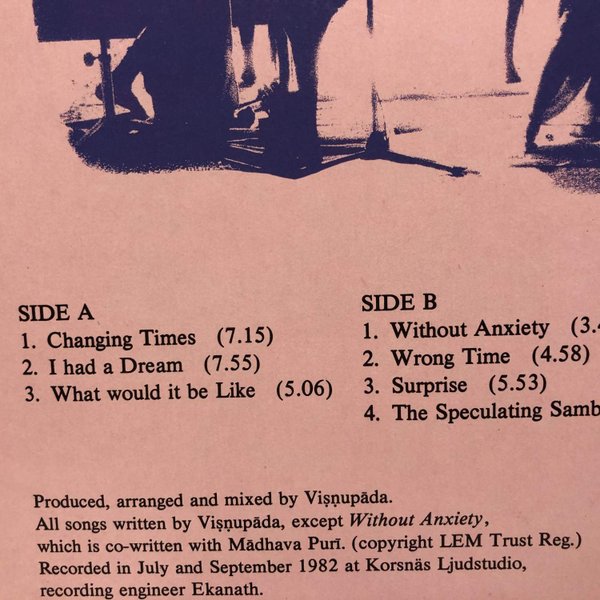 SIDE A
1. Changing Times (7.15)
2. I had a Dream (7.55)
3. What would it be Like (5.06)
SIDE B
1. Without Anxiety (3.4
2. Wrong Time (4.58)
3. Surprise (5.53)
4. The Speculating Samb
Produced, arranged and mixed by Viṣṇupāda.
All songs written by Viṣṇupāda, except Without Anxiety,
which is co-written with Mādhava Purī. (copyright LEM Trust Reg.)
Recorded in July and September 1982 at Korsnäs Ljudstudio,
recording engineer Ekanath.